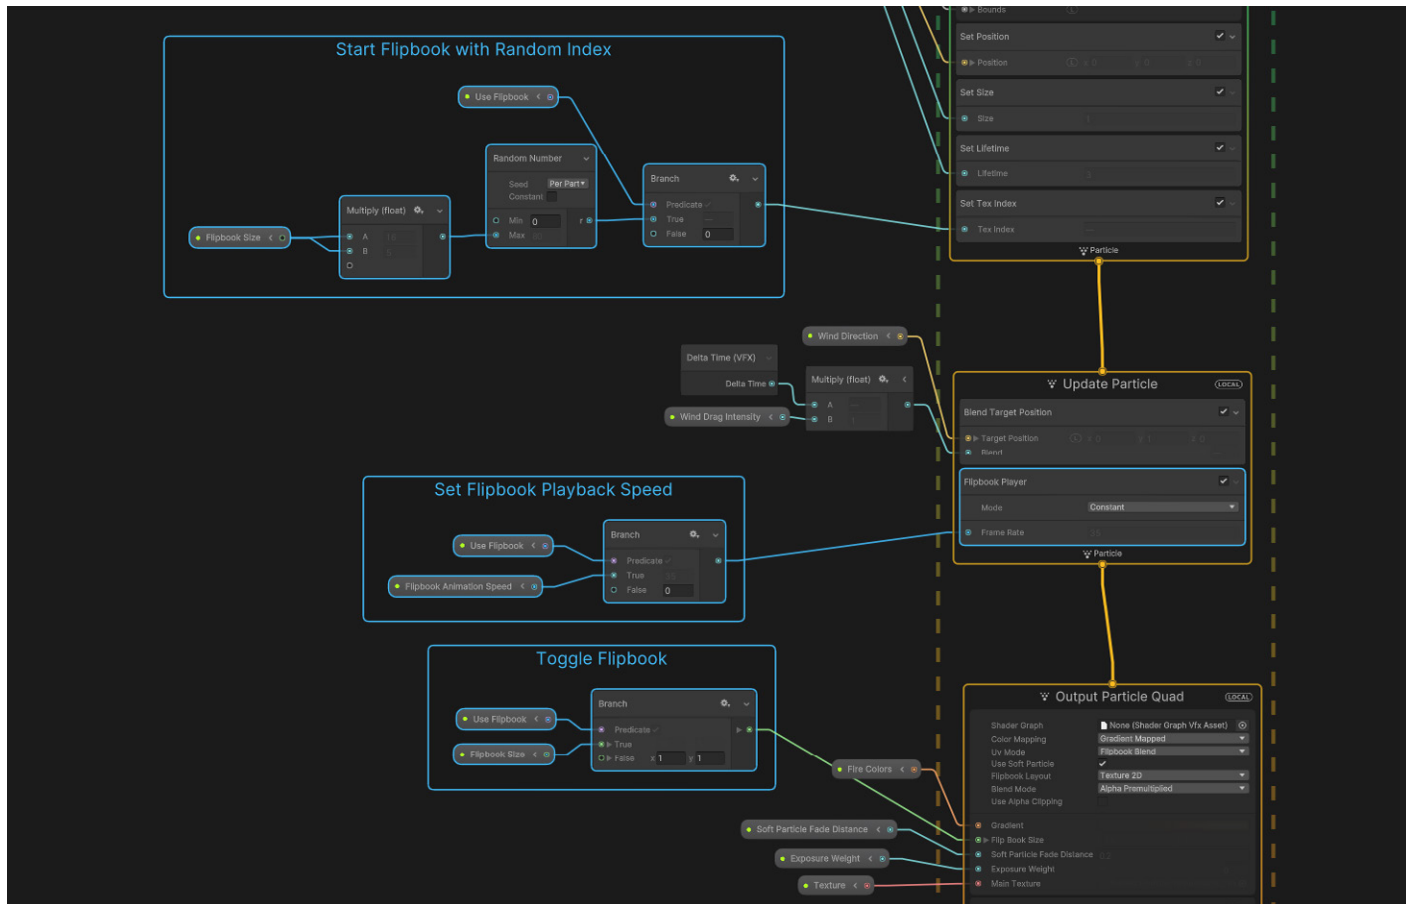 Bounds
Set Position
Position x 0 y 0 z 0
Set Size
Size
Set Lifetime
Lifetime
Set Tex Index
Tex Index
Particle
Start Flipbook with Random Index
Use Flipbook
Random Number
Seed Per Part
Constant
Min 0 r
Max
Branch
Predicate
True
False 0
Multiply (float)
A
B
Flipbook Size
Wind Direction
Delta Time (VFX)
Delta Time
Multiply (float)
A
B
Wind Drag Intensity
Update Particle LOCAL
Blend Target Position
Target Position L x 0 y 1 z 0
Blend
Flipbook Player
Mode Constant
Frame Rate
Particle
Set Flipbook Playback Speed
Use Flipbook
Flipbook Animation Speed
Branch
Predicate
True
False 0
Toggle Flipbook
Use Flipbook
Flipbook Size
Branch
Predicate
True
False x 1 y 1
Fire Colors
Soft Particle Fade Distance
Exposure Weight
Texture
Output Particle Quad LOCAL
Shader Graph None (Shader Graph Vfx Asset)
Color Mapping Gradient Mapped
Uv Mode Flipbook Blend
Use Soft Particle
Flipbook Layout Texture 2D
Blend Mode Alpha Premultiplied
Use Alpha Clipping
Gradient
Flip Book Size
Soft Particle Fade Distance
Exposure Weight
Main Texture